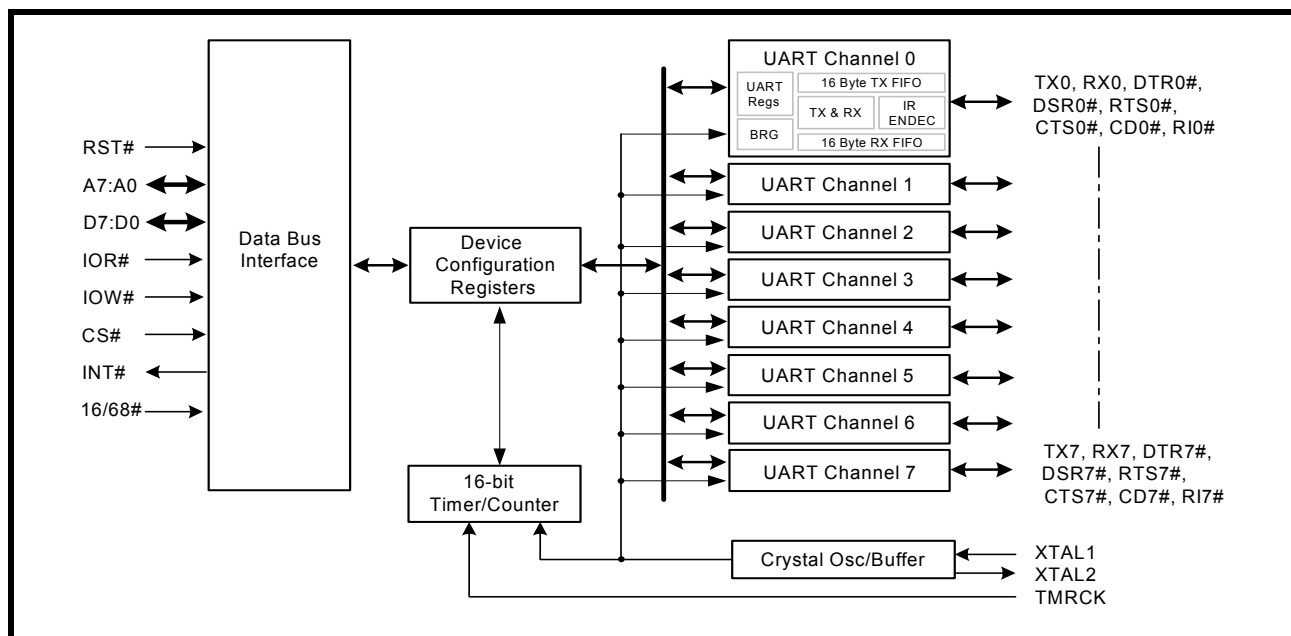 RST#
A7:A0
D7:D0
IOR#
IOW#
CS#
INT#
16/68#
Data Bus
Interface
Device
Configuration
Registers
16-bit
Timer/Counter
UART Channel 0
UART
Regs
BRG
16 Byte TX FIFO
TX & RX
IR
ENDEC
16 Byte RX FIFO
UART Channel 1
UART Channel 2
UART Channel 3
UART Channel 4
UART Channel 5
UART Channel 6
UART Channel 7
Crystal Osc/Buffer
TX0, RX0, DTR0#,
DSR0#, RTS0#,
CTS0#, CD0#, RI0#
TX7, RX7, DTR7#,
DSR7#, RTS7#,
CTS7#, CD7#, RI7#
XTAL1
XTAL2
TMRCK